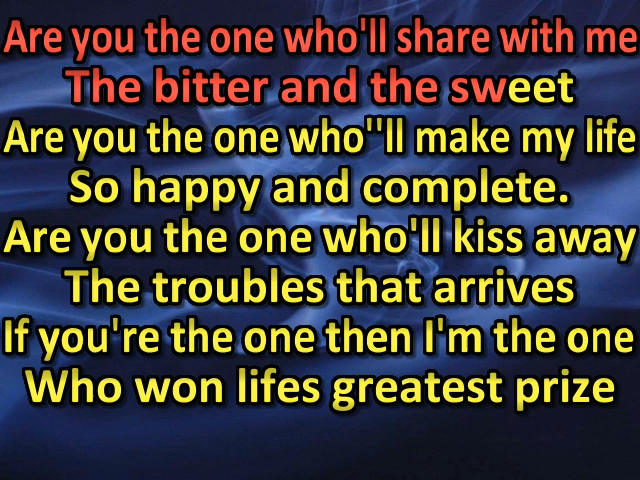 Are you the one who'll share with me
The bitter and the sweet
Are you the one who''ll make my life
So happy and complete.
Are you the one who'll kiss away
The troubles that arrives
If you're the one then I'm the one
Who won lifes greatest prize